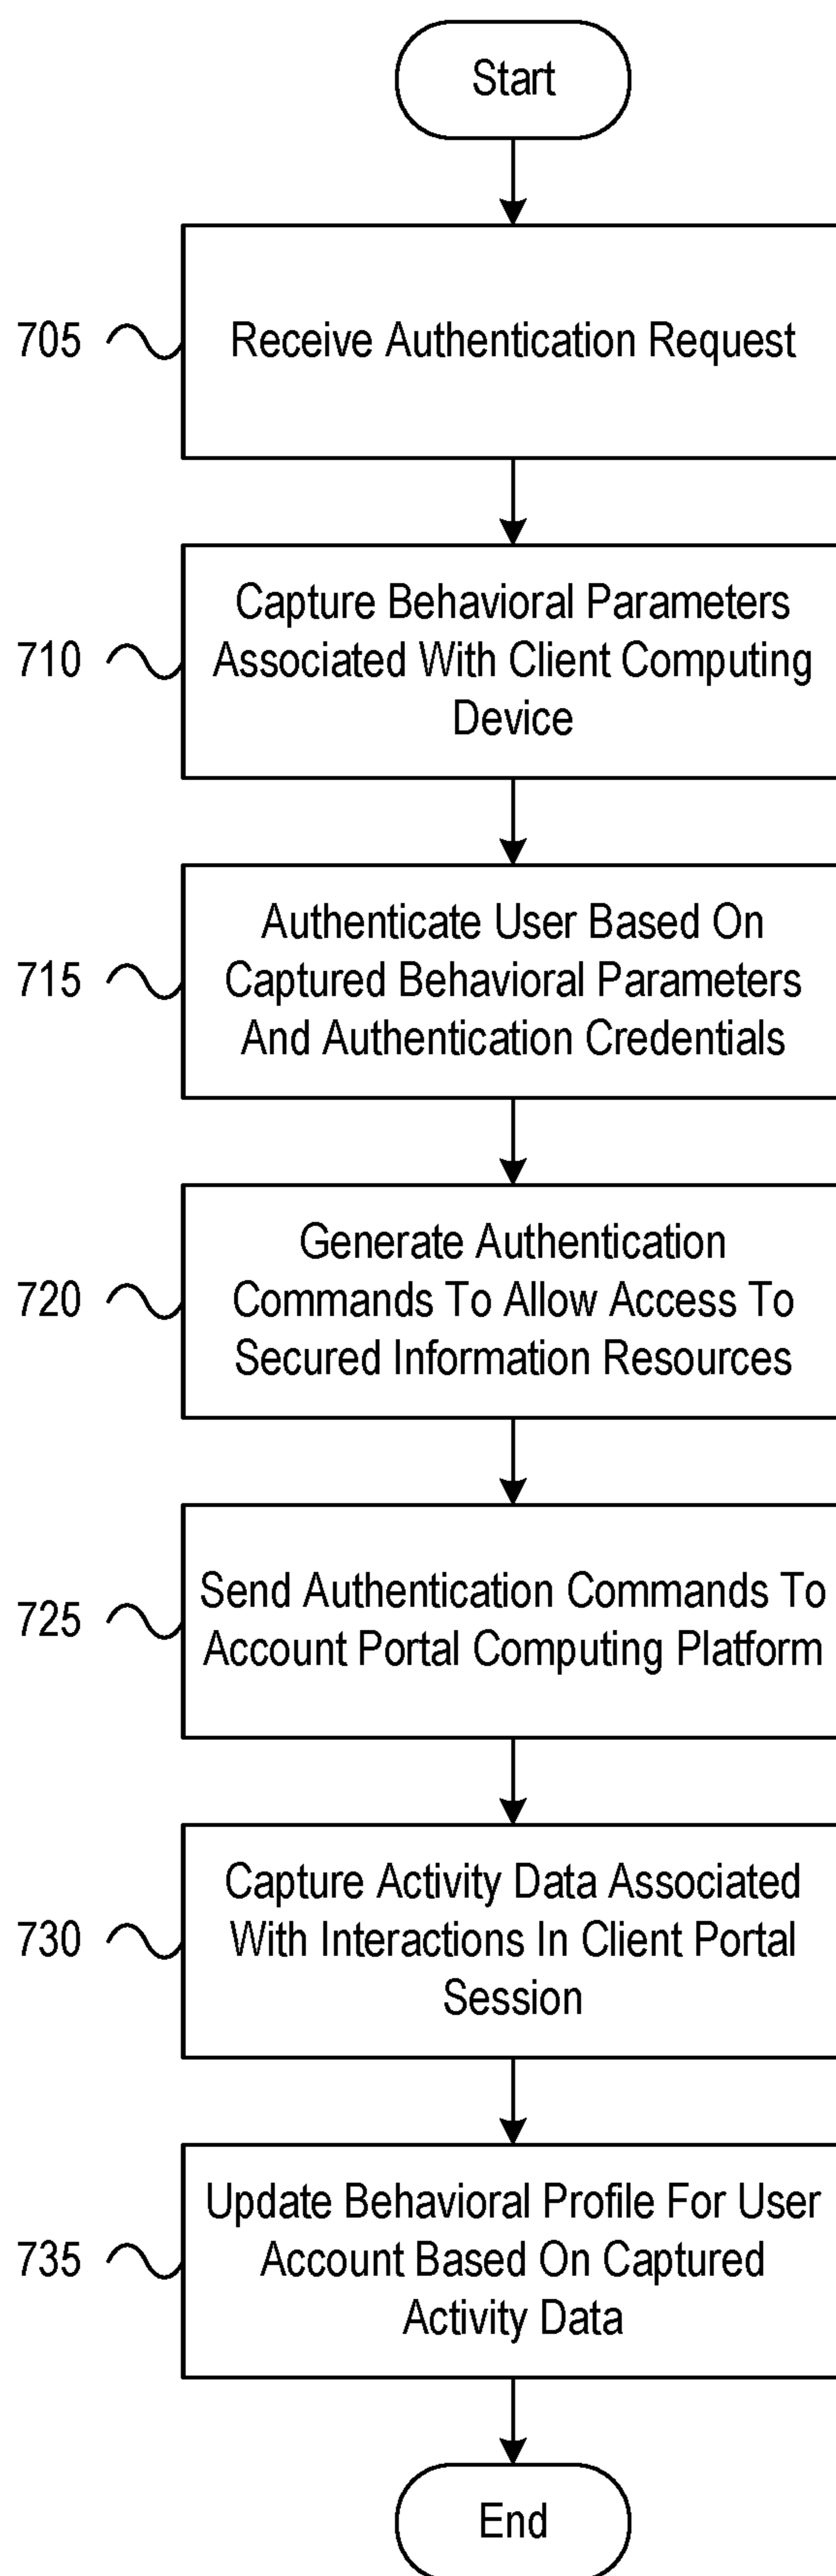 Start
705
Receive Authentication Request
710
Capture Behavioral Parameters
Associated With Client Computing
Device
715
Authenticate User Based On
Captured Behavioral Parameters
And Authentication Credentials
720
Generate Authentication
Commands To Allow Access To
Secured Information Resources
725
Send Authentication Commands To
Account Portal Computing Platform
730
Capture Activity Data Associated
With Interactions In Client Portal
Session
735
Update Behavioral Profile For User
Account Based On Captured
Activity Data
End